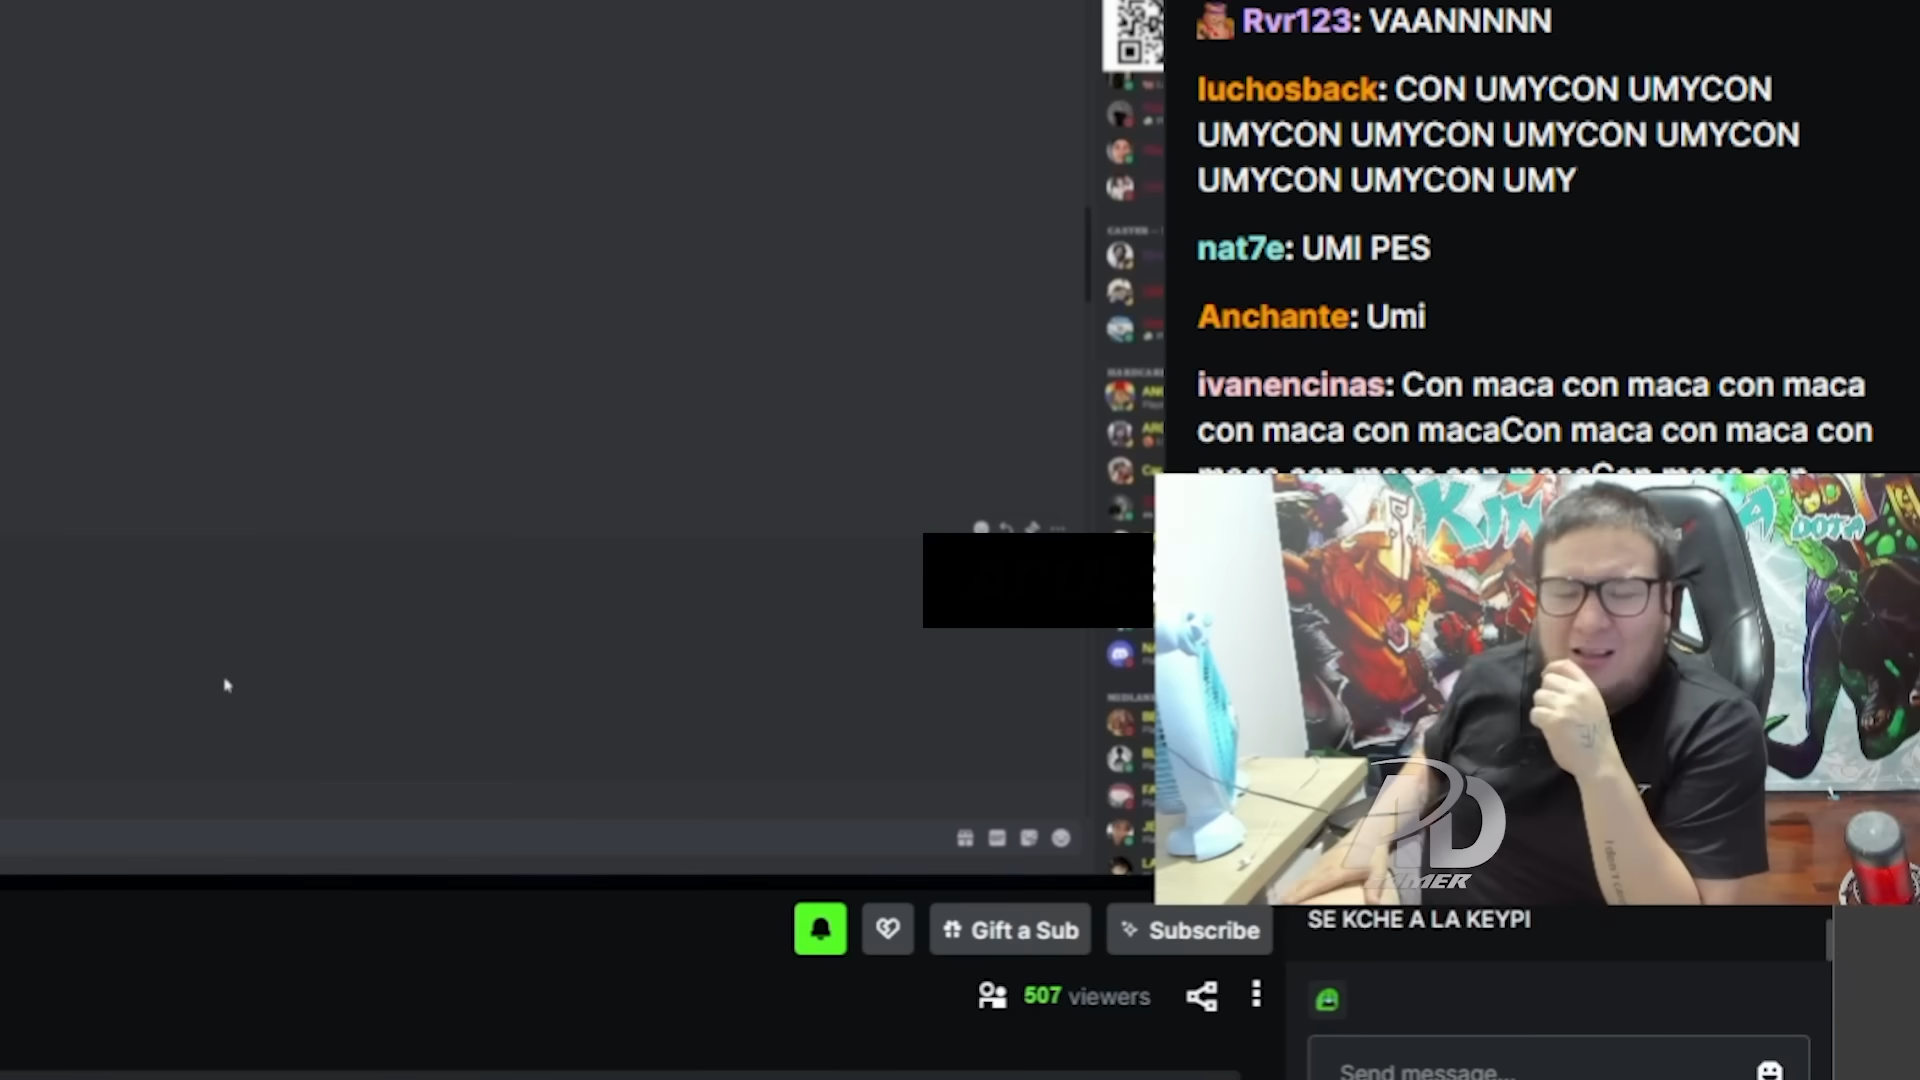 Rvr123: VAANNNNN
luchosback: CON UMYCON UMYCON
UMYCON UMYCON UMYCON UMYCON
UMYCON UMYCON UMY
nat7e: UMI PES
Anchante: Umi
ivanencinas: Con maca con maca con maca
con maca con macaCon maca con maca con
DOTA
SE KCHE A LA KEYPI
Gift a Sub
Subscribe
507 viewers
Send message...